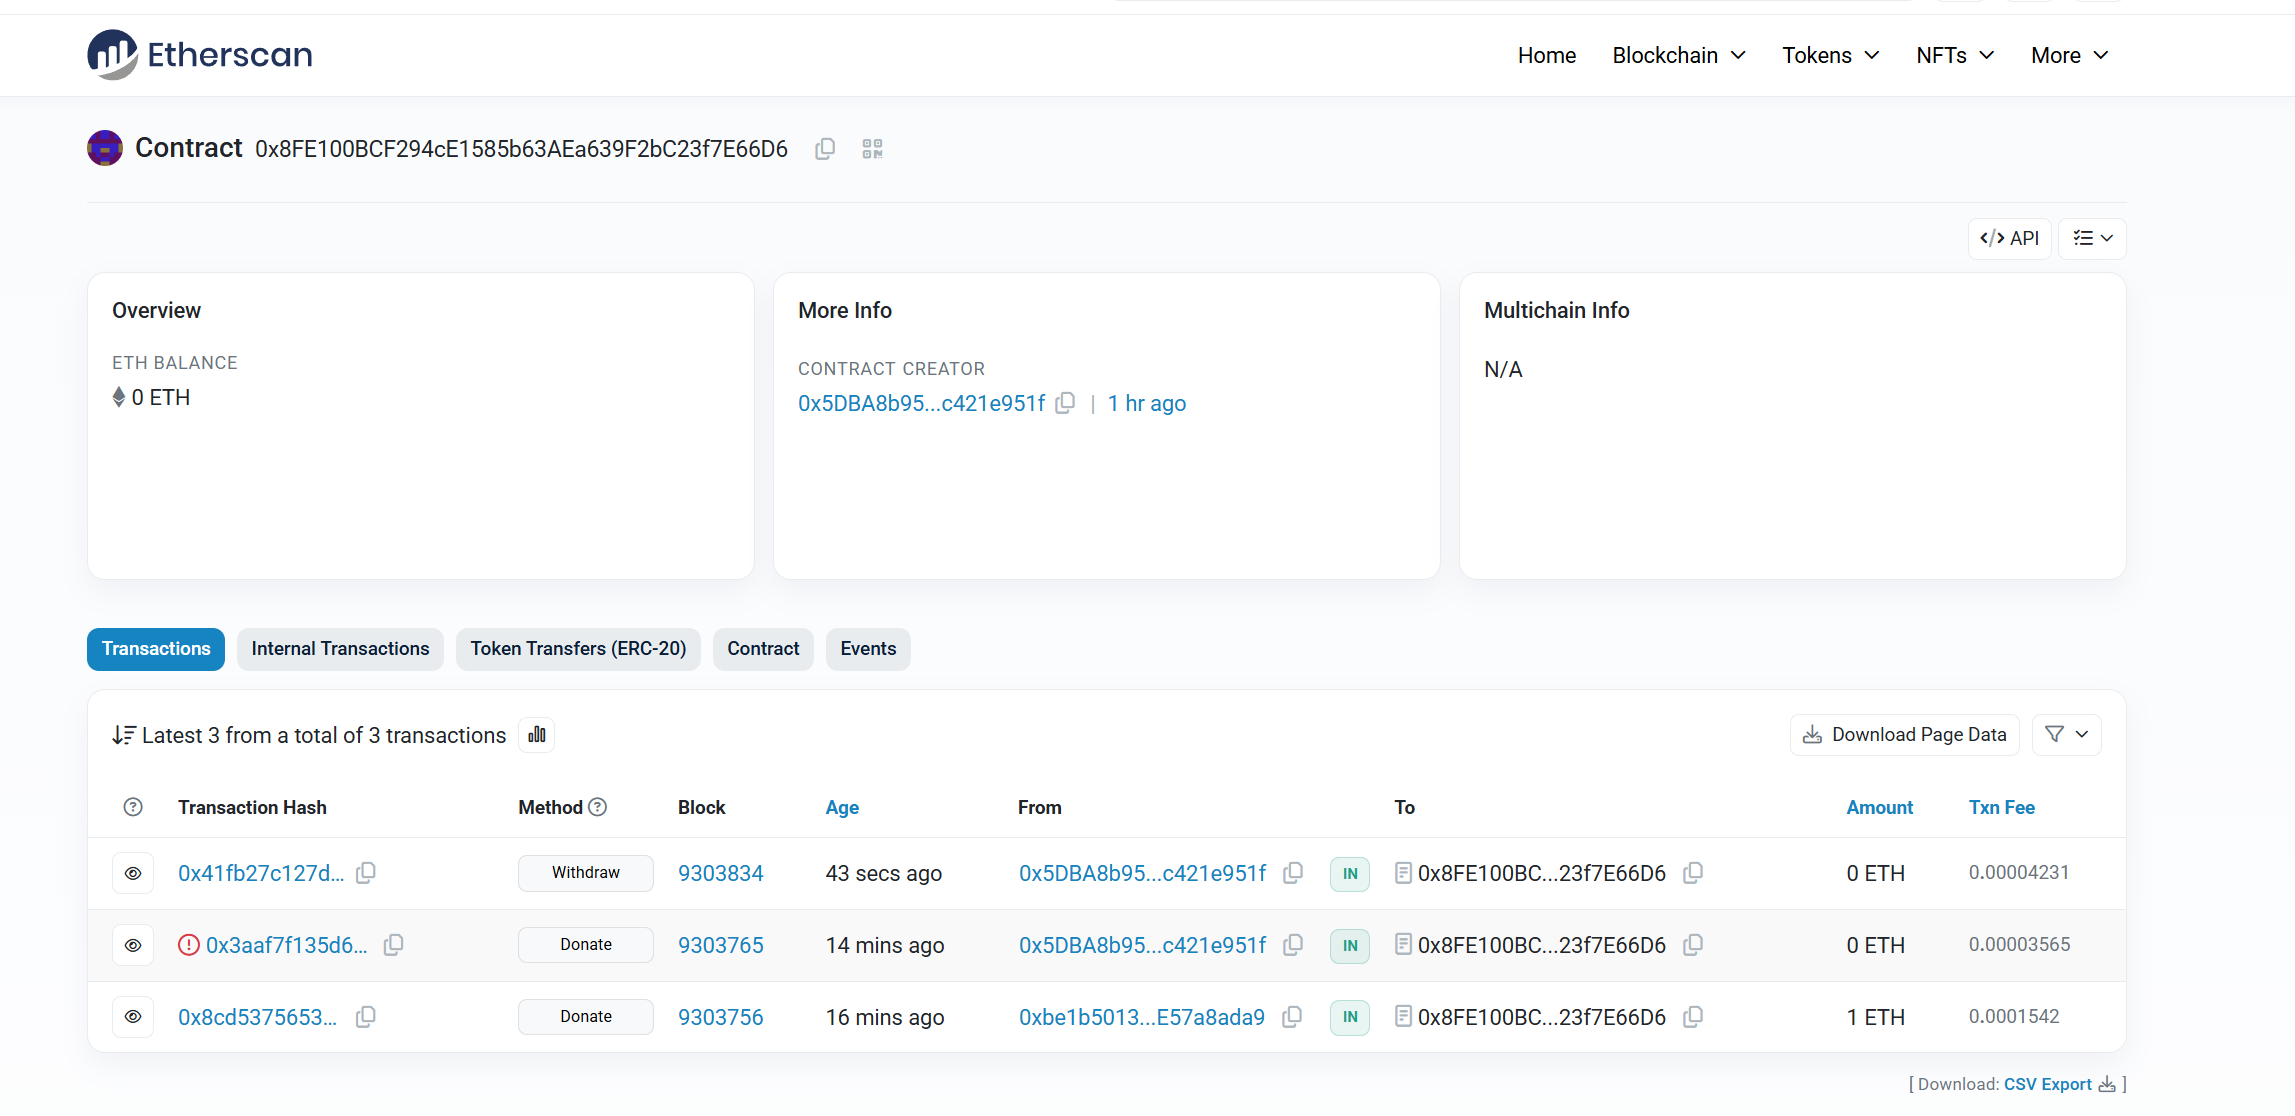 Etherscan
Home Blockchain Tokens NFTs More
Contract 0x8FE100BCF294cE1585b63AEa639F2bC23f7E66D6
</> API
Overview
ETH BALANCE
0 ETH
More Info
CONTRACT CREATOR
0x5DBA8b95...c421e951f | 1 hr ago
Multichain Info
N/A
Transactions Internal Transactions Token Transfers (ERC-20) Contract Events
Latest 3 from a total of 3 transactions
Download Page Data
Transaction Hash Method Block Age From To Amount Txn Fee
0x41fb27c127d... Withdraw 9303834 43 secs ago 0x5DBA8b95...c421e951f IN 0x8FE100BC...23f7E66D6 0 ETH 0.00004231
0x3aaf7f135d6... Donate 9303765 14 mins ago 0x5DBA8b95...c421e951f IN 0x8FE100BC...23f7E66D6 0 ETH 0.00003565
0x8cd5375653... Donate 9303756 16 mins ago 0xbe1b5013...E57a8ada9 IN 0x8FE100BC...23f7E66D6 1 ETH 0.0001542
[ Download: CSV Export ]